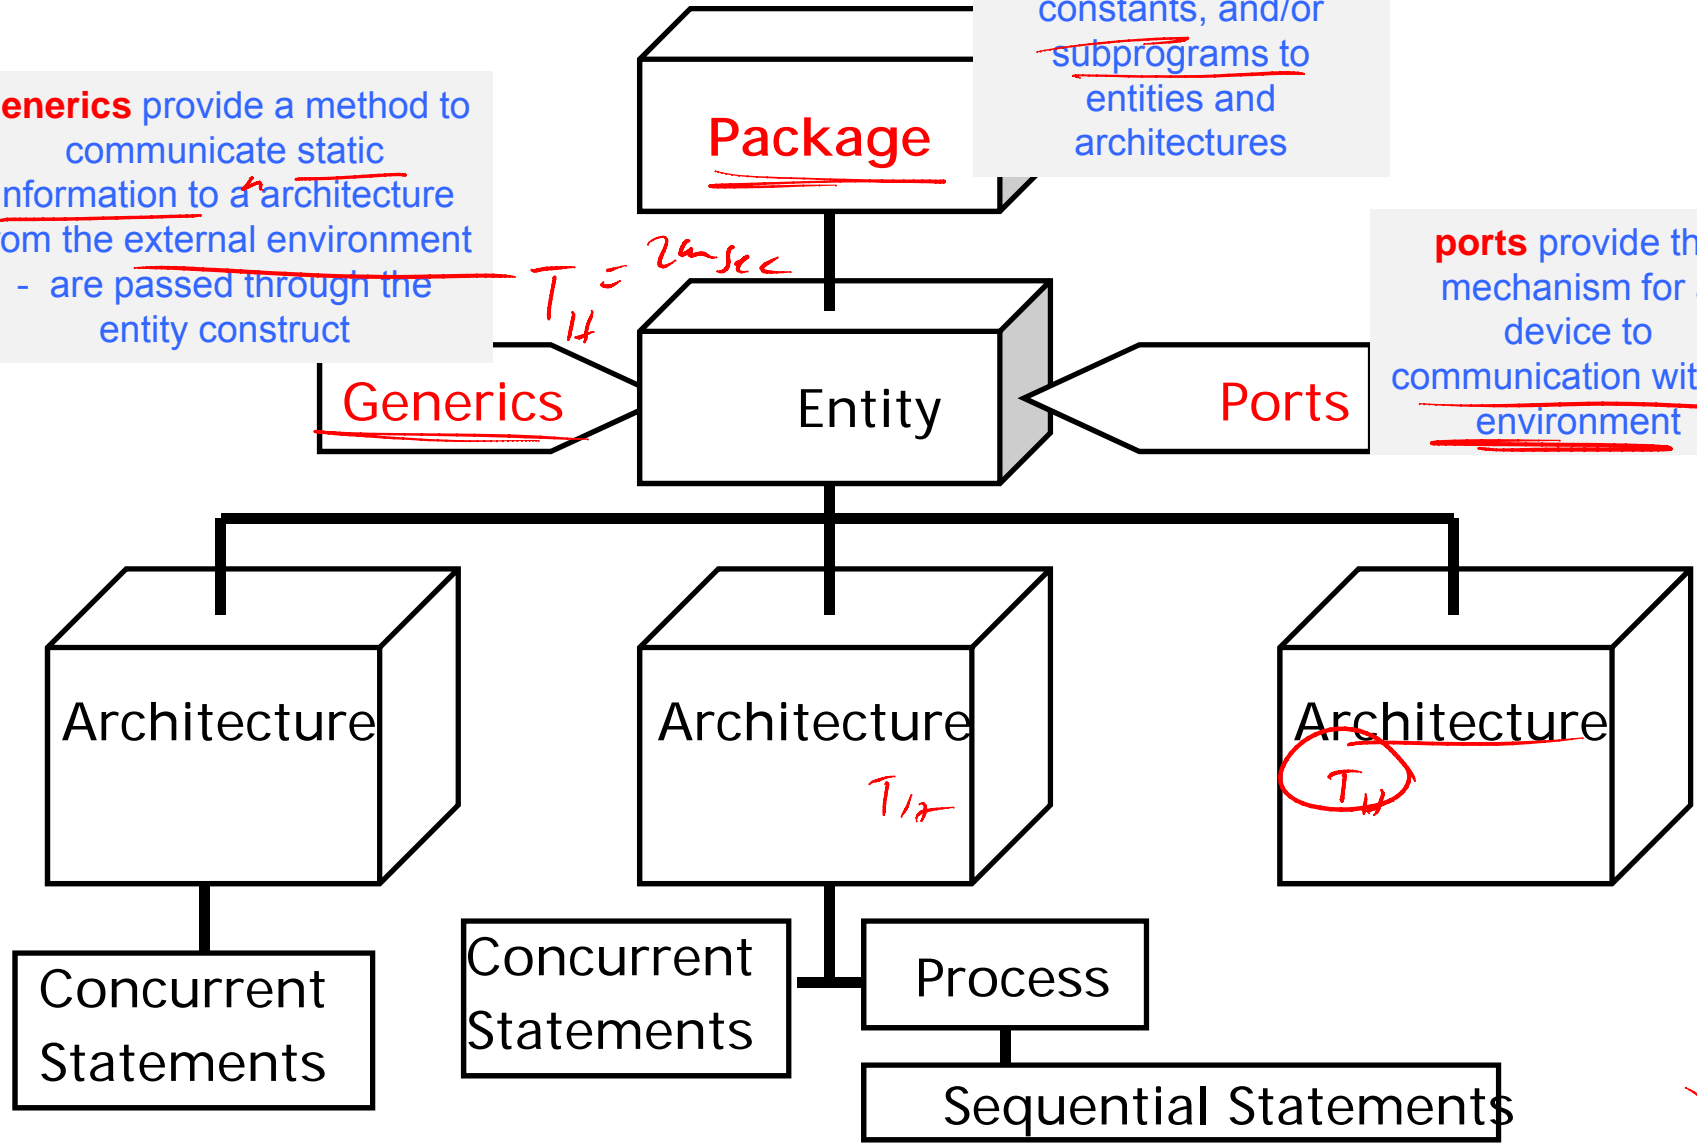 constants, and/or
subprograms to
entities and
architectures
enerics provide a method to
communicate static
nformation to a n architecture
om the external environment
- are passed through the
entity construct
Package
ports provide th
mechanism for
device to
communication wit
environment
T_H =
Generics
Entity
Ports
Architecture
Architecture
Architecture
T_H
Concurrent
Statements
Concurrent
Statements
Process
Sequential Statements